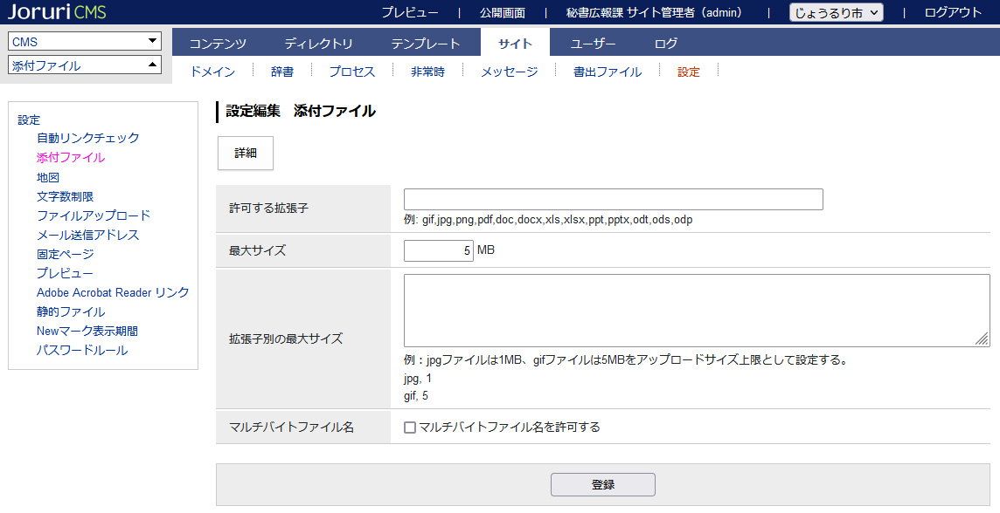 Joruri CMS
プレビュー | 公開画面 | 秘書広報課 サイト管理者（admin） | じょうるり市 | ログアウト
CMS
添付ファイル
コンテンツ ディレクトリ テンプレート サイト ユーザー ログ
ドメイン 辞書 プロセス 非常時 メッセージ 書出ファイル 設定
設定
自動リンクチェック
添付ファイル
地図
文字数制限
ファイルアップロード
メール送信アドレス
固定ページ
プレビュー
Adobe Acrobat Reader リンク
静的ファイル
Newマーク表示期間
パスワードルール
設定編集 添付ファイル
詳細
許可する拡張子
例: gif,jpg,png,pdf,doc,docx,xls,xlsx,ppt,pptx,odt,ods,odp
最大サイズ 5 MB
拡張子別の最大サイズ
例：jpgファイルは1MB、gifファイルは5MBをアップロードサイズ上限として設定する。
jpg, 1
gif, 5
マルチバイトファイル名 マルチバイトファイル名を許可する
登録